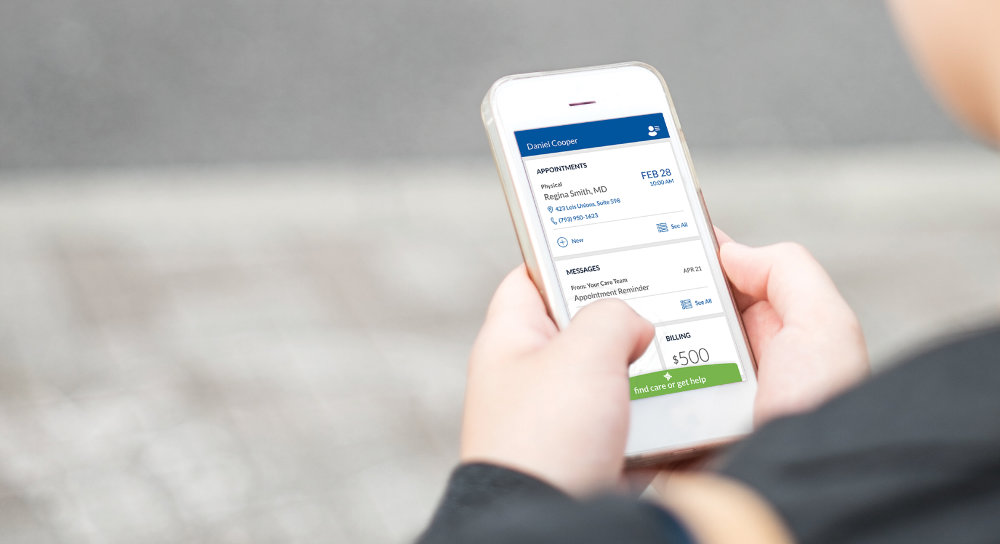 Daniel Cooper
APPOINTMENTS
Physical
Regina Smith, MD
FEB 28
10:00 AM
423 Lois Unions, Suite 598
(793) 950-1623
New
See All
MESSAGES
From: Your Care Team
APR 21
Appointment Reminder
See All
BILLING
$500
find care or get help